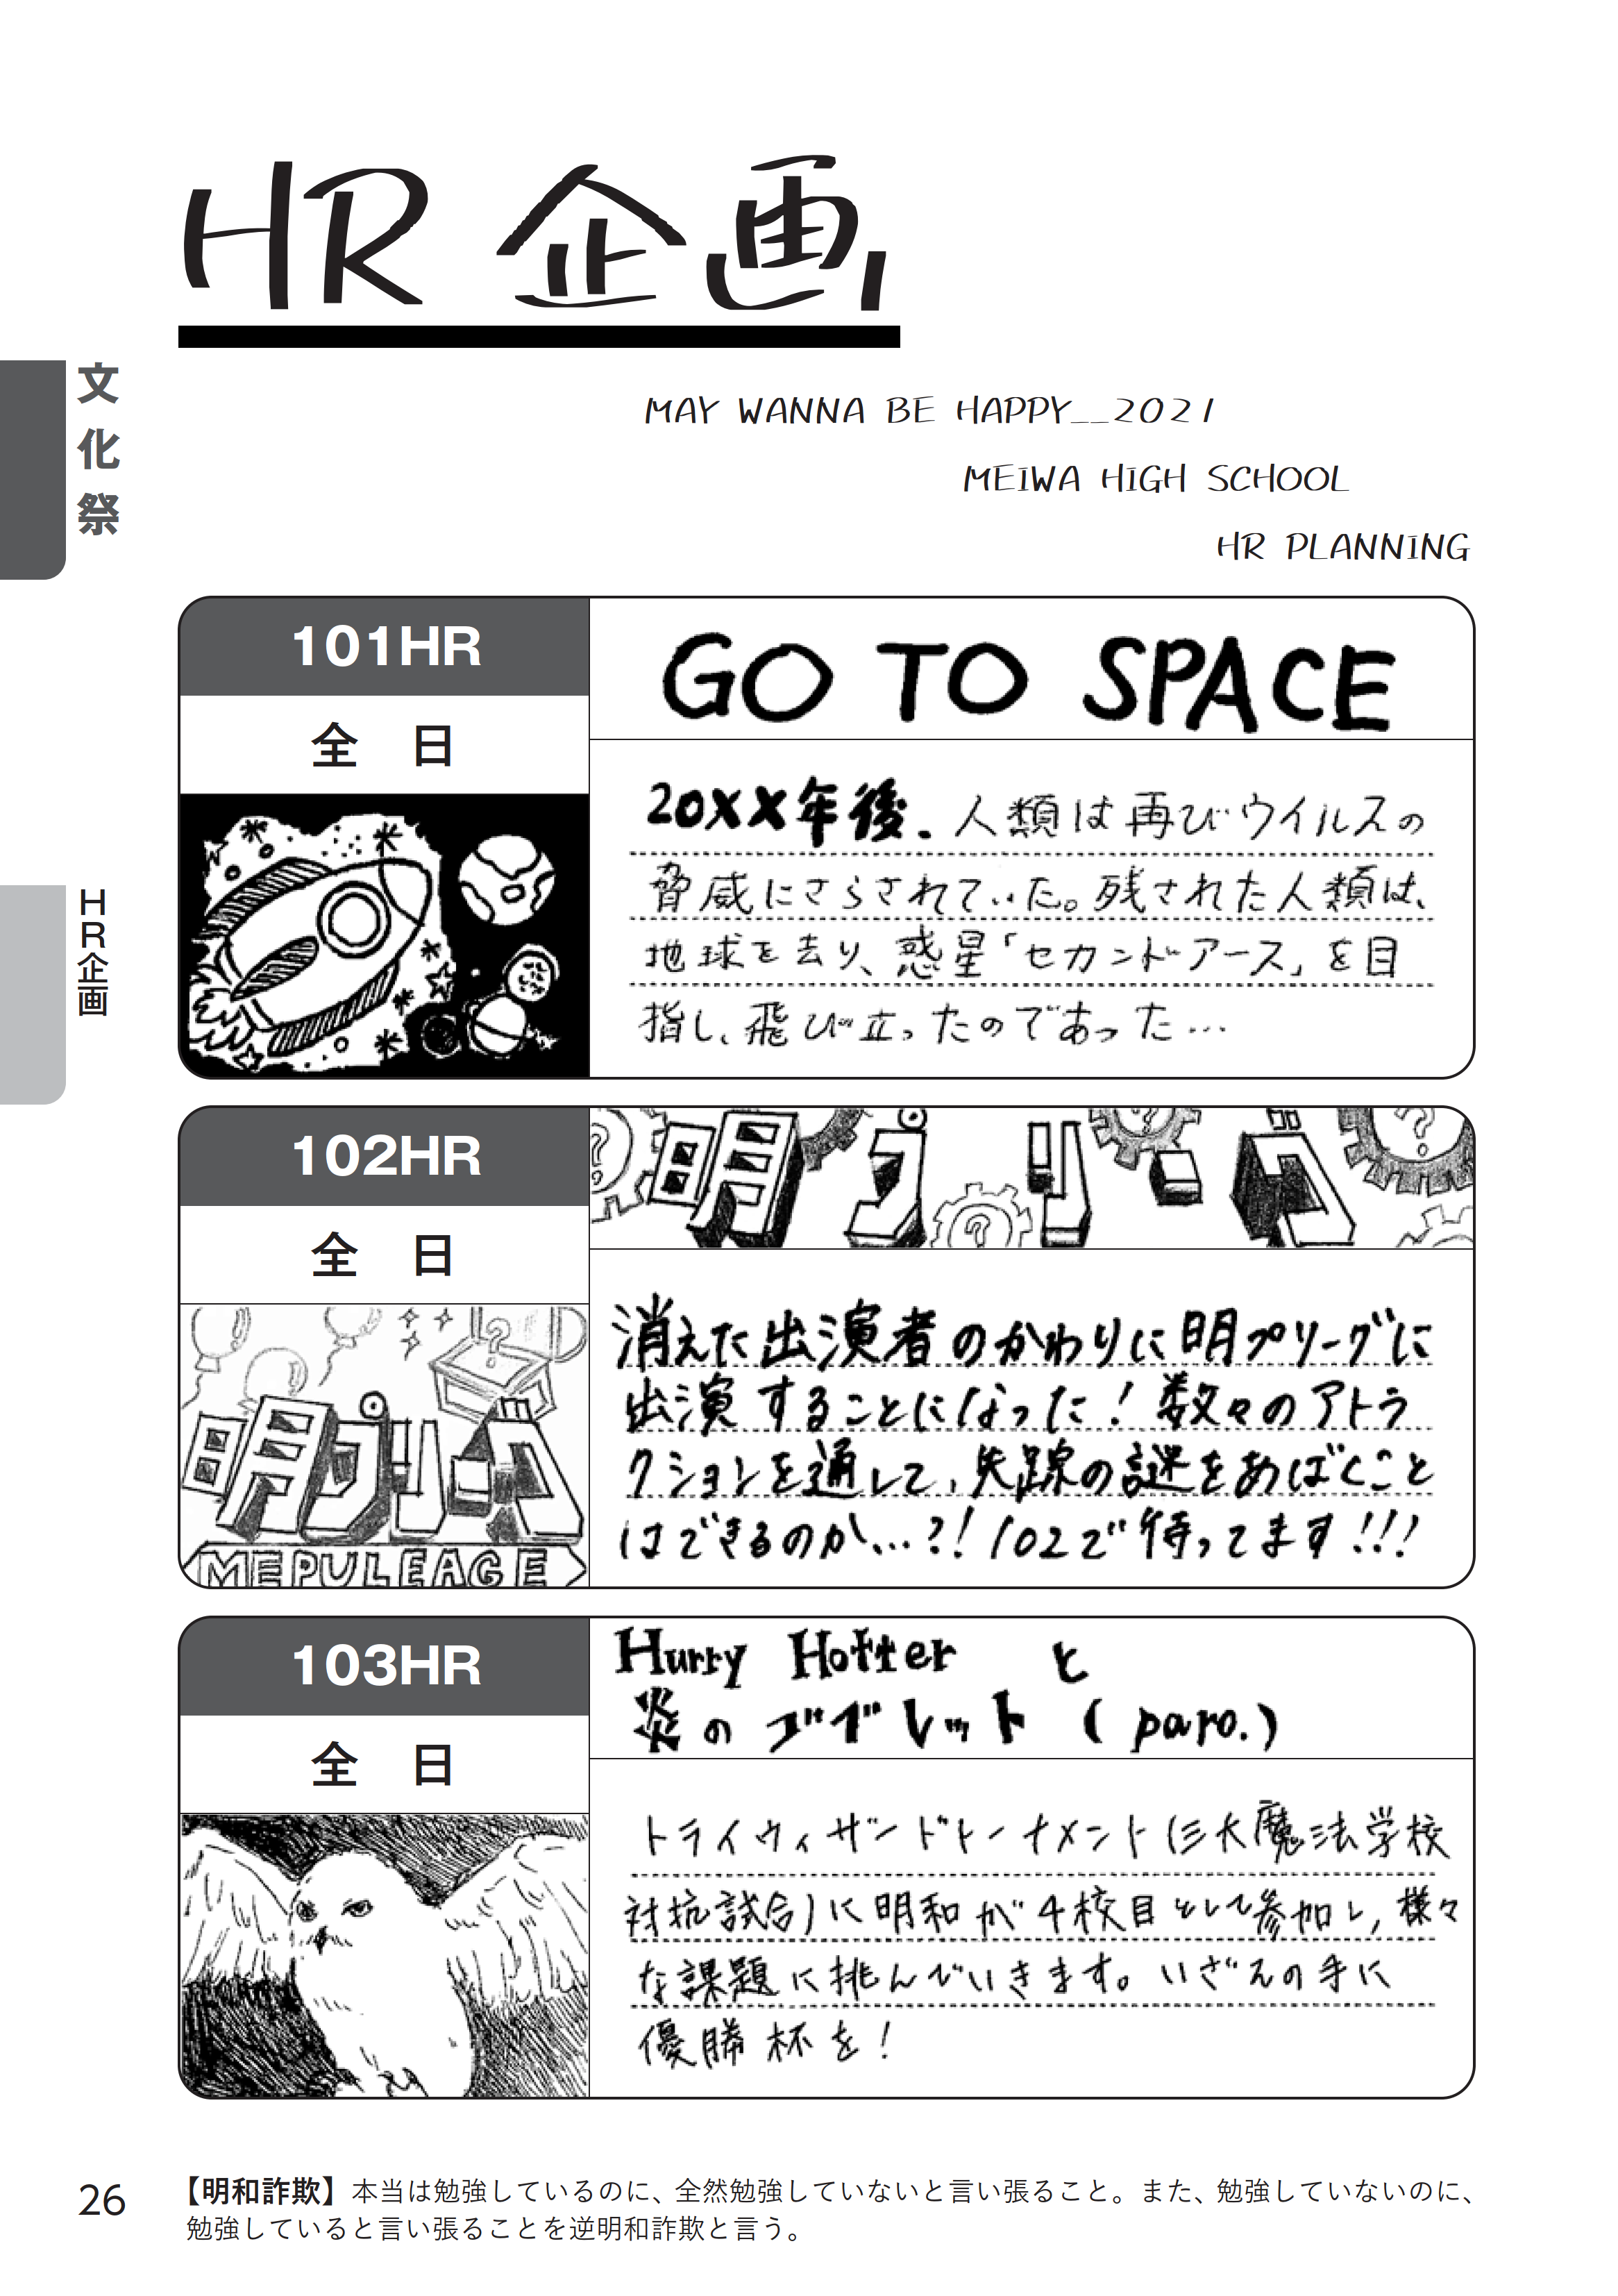 HR 企画
文化祭
MAY WANNA BE HAPPY__2021
MEIWA HIGH SCHOOL
HR PLANNING
HR企画
101HR
全 日
GO TO SPACE
20XX年後、人類は再びウイルスの
脅威にさらされていた。残された人類は、
地球を去り、惑星「セカンドアース」を目
指し、飛び立ったのであった…
102HR
全 日
明プリーグ
明プリーグ
MEPULEAGE
消えた出演者のかわりに明プリーグに
出演することになった！数々のアトラ
クションを通して、失踪の謎をあばくこと
はできるのか…?! 102で待ってます!!!
103HR
全 日
Hurry Hotter と
炎のゴブレット (paro.)
トライウィザードトーナメント(三大魔法学校
対抗試合)に明和が4校目として参加し、様々
な課題に挑んでいきます。いざその手に
優勝杯を！
26
【明和詐欺】本当は勉強しているのに、全然勉強していないと言い張ること。また、勉強していないのに、
勉強していると言い張ることを逆明和詐欺と言う。